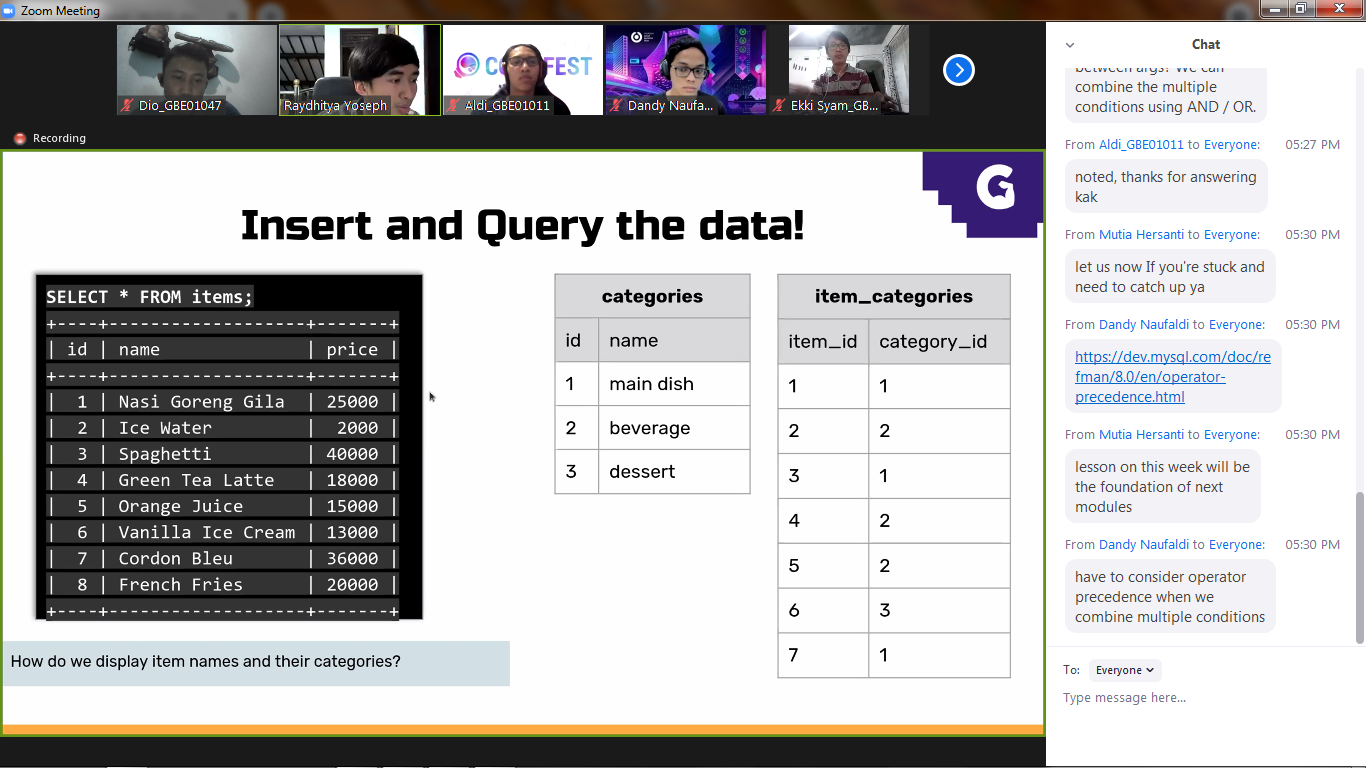 Zoom Meeting
Dio_GBE01047
Raydhitya Yoseph
Aldi_GBE01011
Dandy Naufa...
Ekki Syam_GB...
Recording
G
Insert and Query the data!
SELECT * FROM items;
+----+-------------------+-------+
| id | name | price |
+----+-------------------+-------+
| 1 | Nasi Goreng Gila | 25000 |
| 2 | Ice Water | 2000 |
| 3 | Spaghetti | 40000 |
| 4 | Green Tea Latte | 18000 |
| 5 | Orange Juice | 15000 |
| 6 | Vanilla Ice Cream | 13000 |
| 7 | Cordon Bleu | 36000 |
| 8 | French Fries | 20000 |
+----+-------------------+-------+
categories
id name
1 main dish
2 beverage
3 dessert
item_categories
item_id category_id
1 1
2 2
3 1
4 2
5 2
6 3
7 1
How do we display item names and their categories?
Chat
between args? We can
combine the multiple
conditions using AND / OR.
From Aldi_GBE01011 to Everyone: 05:27 PM
noted, thanks for answering
kak
From Mutia Hersanti to Everyone: 05:30 PM
let us now If you're stuck and
need to catch up ya
From Dandy Naufaldi to Everyone: 05:30 PM
https://dev.mysql.com/doc/re
fman/8.0/en/operator-
precedence.html
From Mutia Hersanti to Everyone: 05:30 PM
lesson on this week will be
the foundation of next
modules
From Dandy Naufaldi to Everyone: 05:30 PM
have to consider operator
precedence when we
combine multiple conditions
To: Everyone
Type message here...